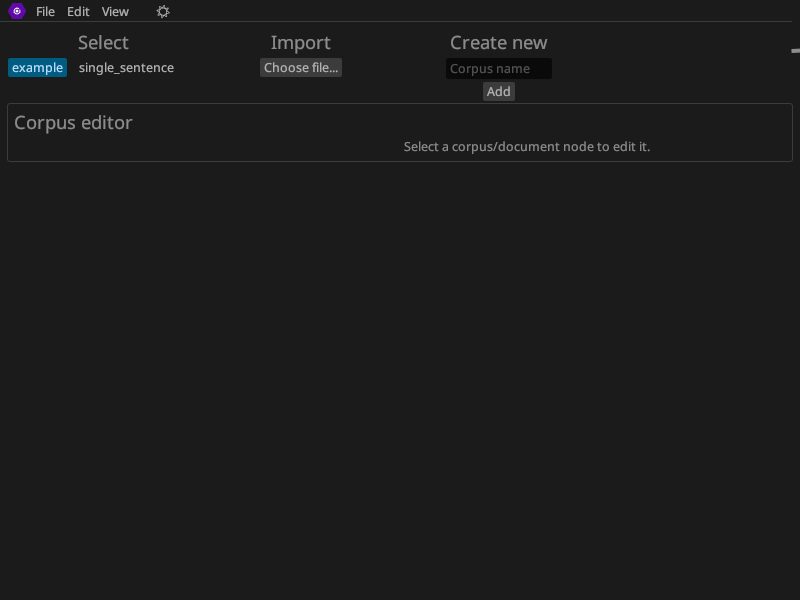 File Edit View
Select Import Create new
example single_sentence Choose file... Corpus name
Add
Corpus editor
Select a corpus/document node to edit it.